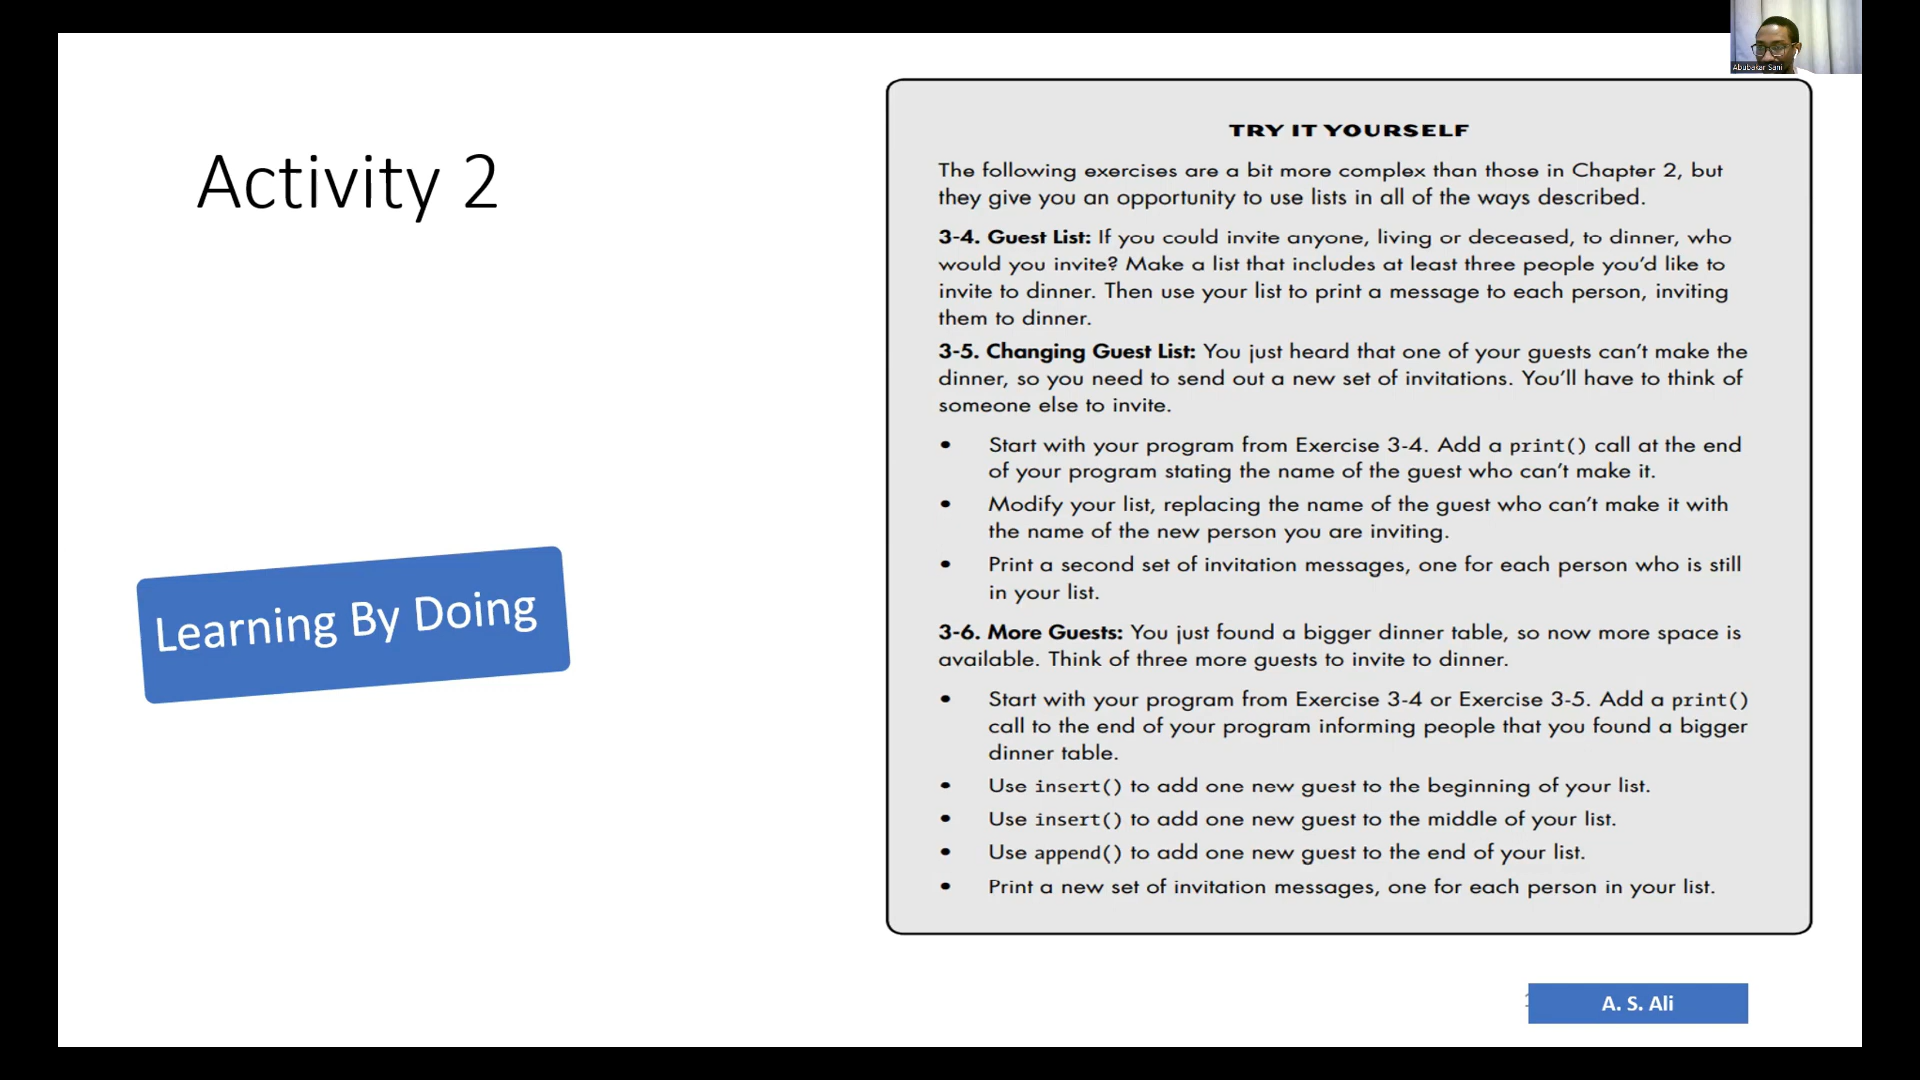 Abubakar Sani
Activity 2
Learning By Doing
TRY IT YOURSELF
The following exercises are a bit more complex than those in Chapter 2, but
they give you an opportunity to use lists in all of the ways described.
3-4. Guest List: If you could invite anyone, living or deceased, to dinner, who
would you invite? Make a list that includes at least three people you’d like to
invite to dinner. Then use your list to print a message to each person, inviting
them to dinner.
3-5. Changing Guest List: You just heard that one of your guests can’t make the
dinner, so you need to send out a new set of invitations. You’ll have to think of
someone else to invite.
• Start with your program from Exercise 3-4. Add a print() call at the end
of your program stating the name of the guest who can’t make it.
• Modify your list, replacing the name of the guest who can’t make it with
the name of the new person you are inviting.
• Print a second set of invitation messages, one for each person who is still
in your list.
3-6. More Guests: You just found a bigger dinner table, so now more space is
available. Think of three more guests to invite to dinner.
• Start with your program from Exercise 3-4 or Exercise 3-5. Add a print()
call to the end of your program informing people that you found a bigger
dinner table.
• Use insert() to add one new guest to the beginning of your list.
• Use insert() to add one new guest to the middle of your list.
• Use append() to add one new guest to the end of your list.
• Print a new set of invitation messages, one for each person in your list.
A. S. Ali